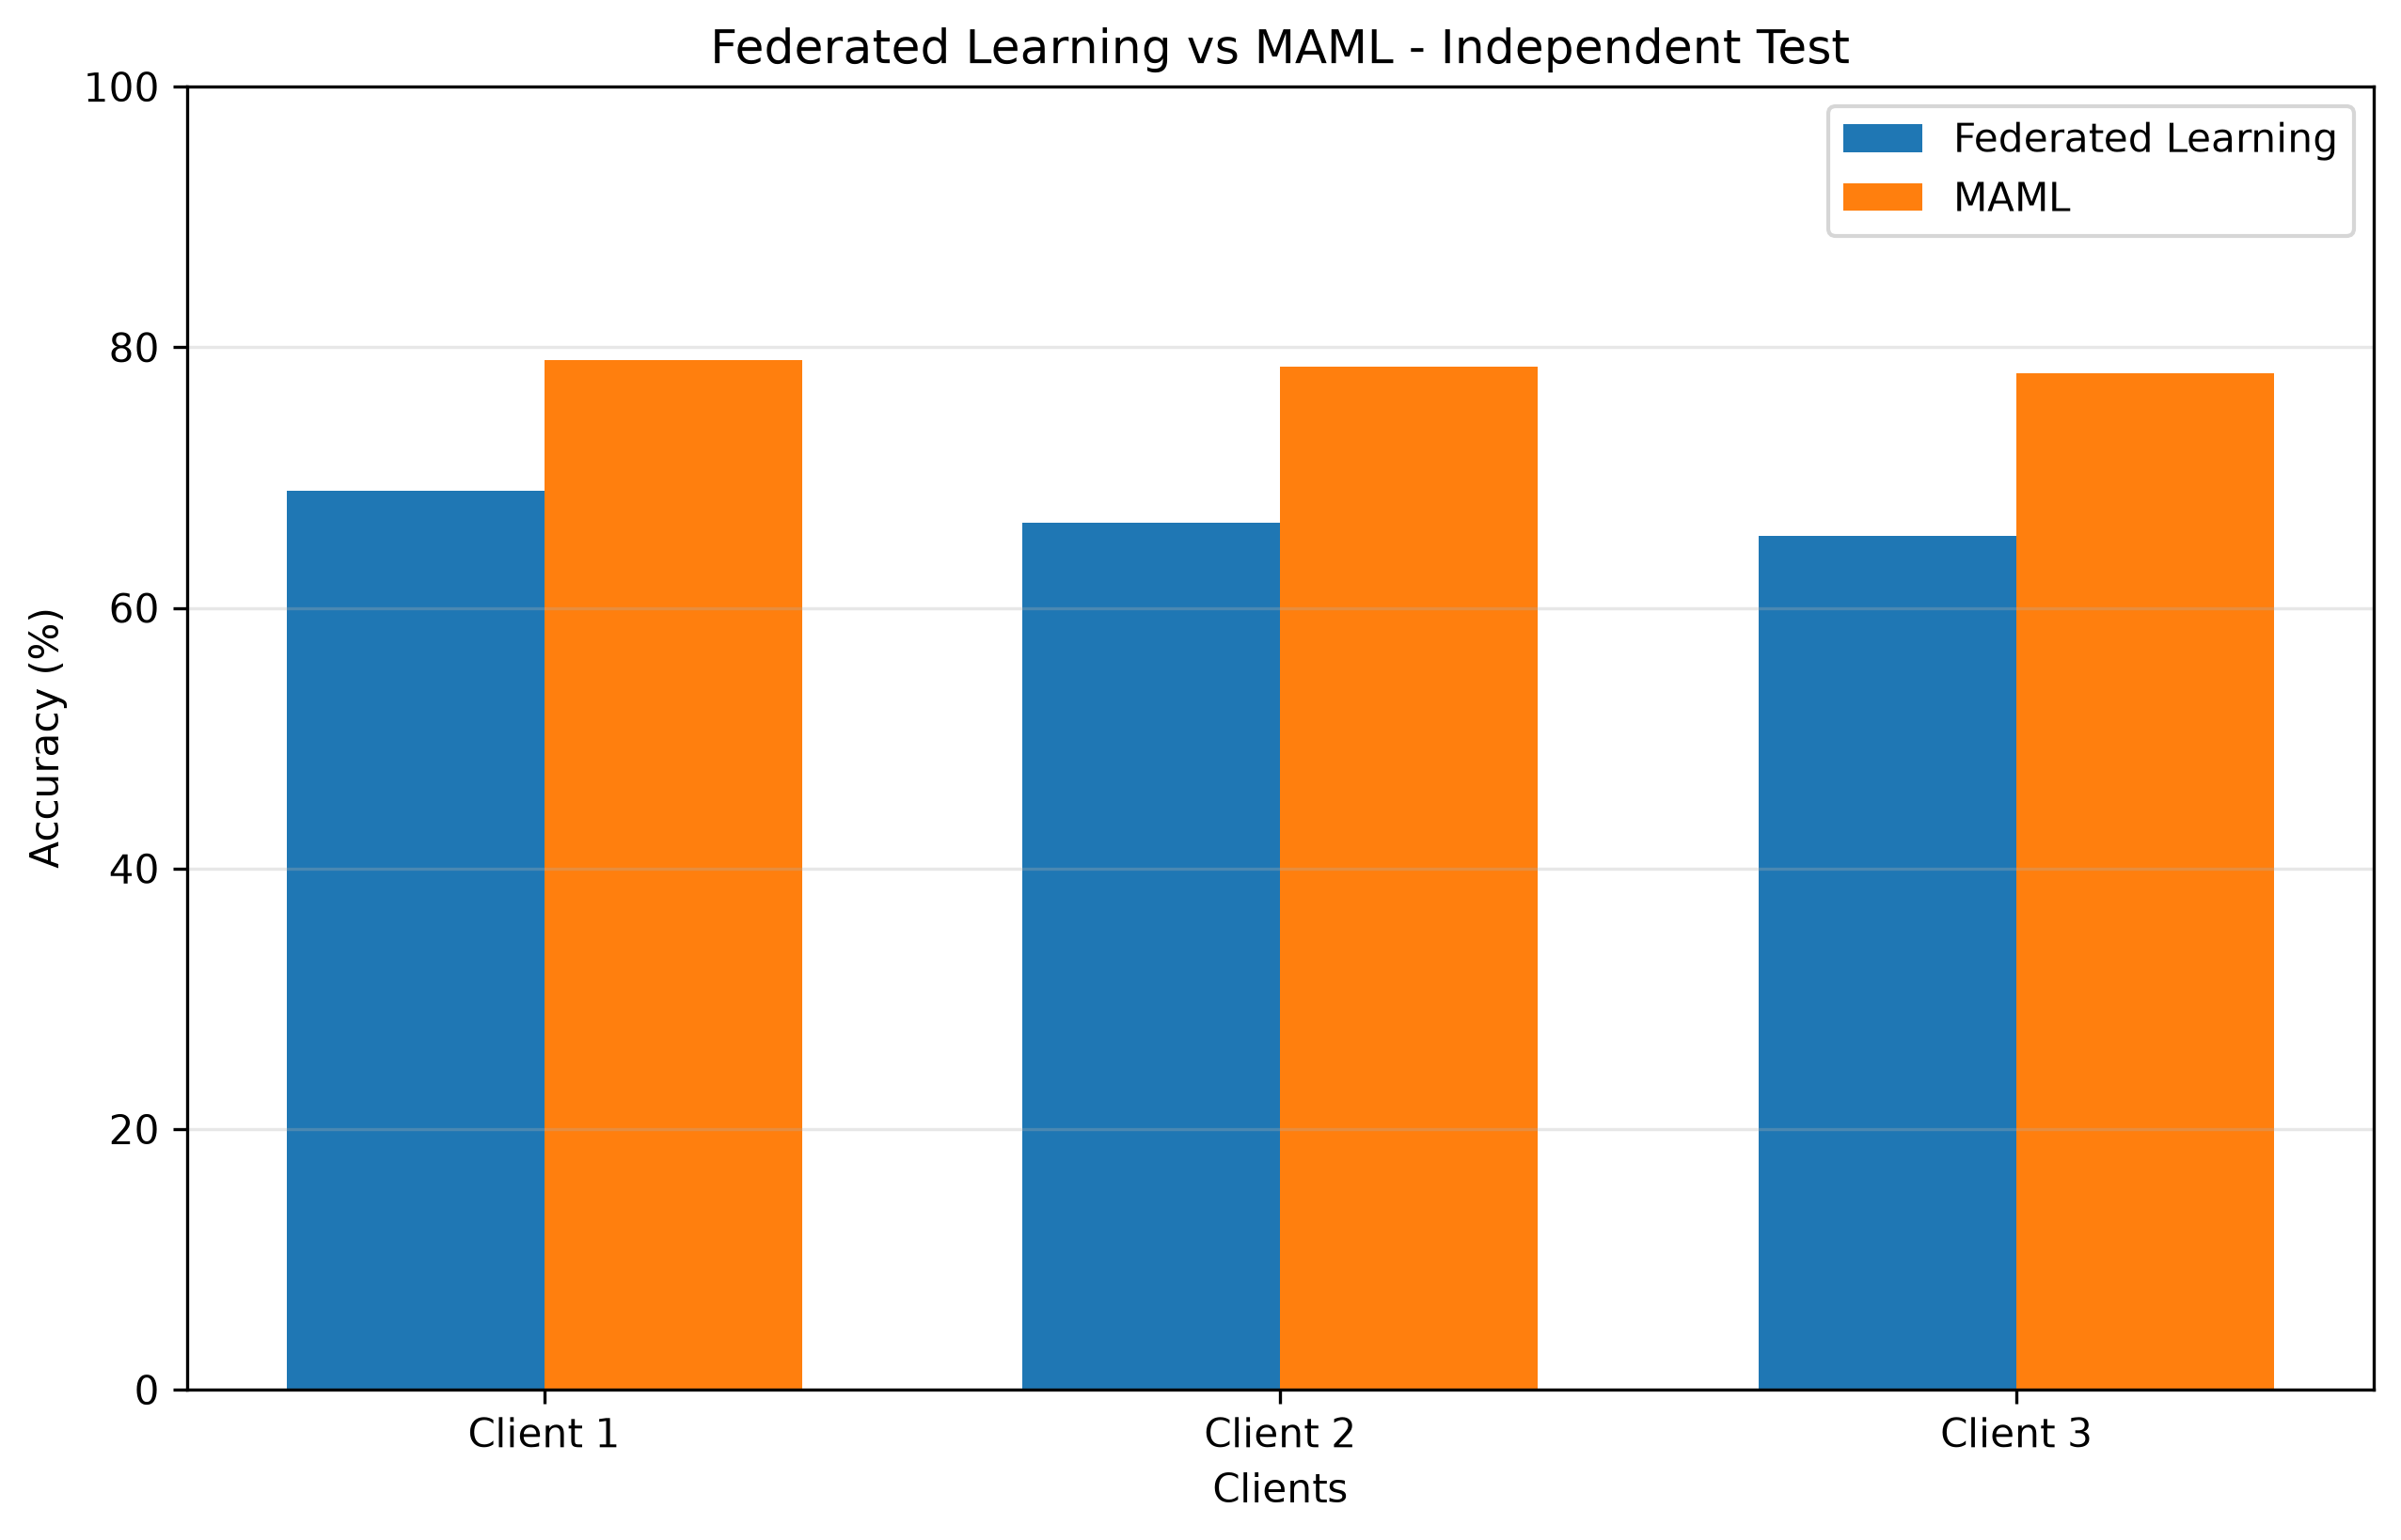 Federated Learning vs MAML - Independent Test
Federated Learning
MAML
Accuracy (%)
100
80
60
40
20
0
Client 1
Client 2
Client 3
Clients